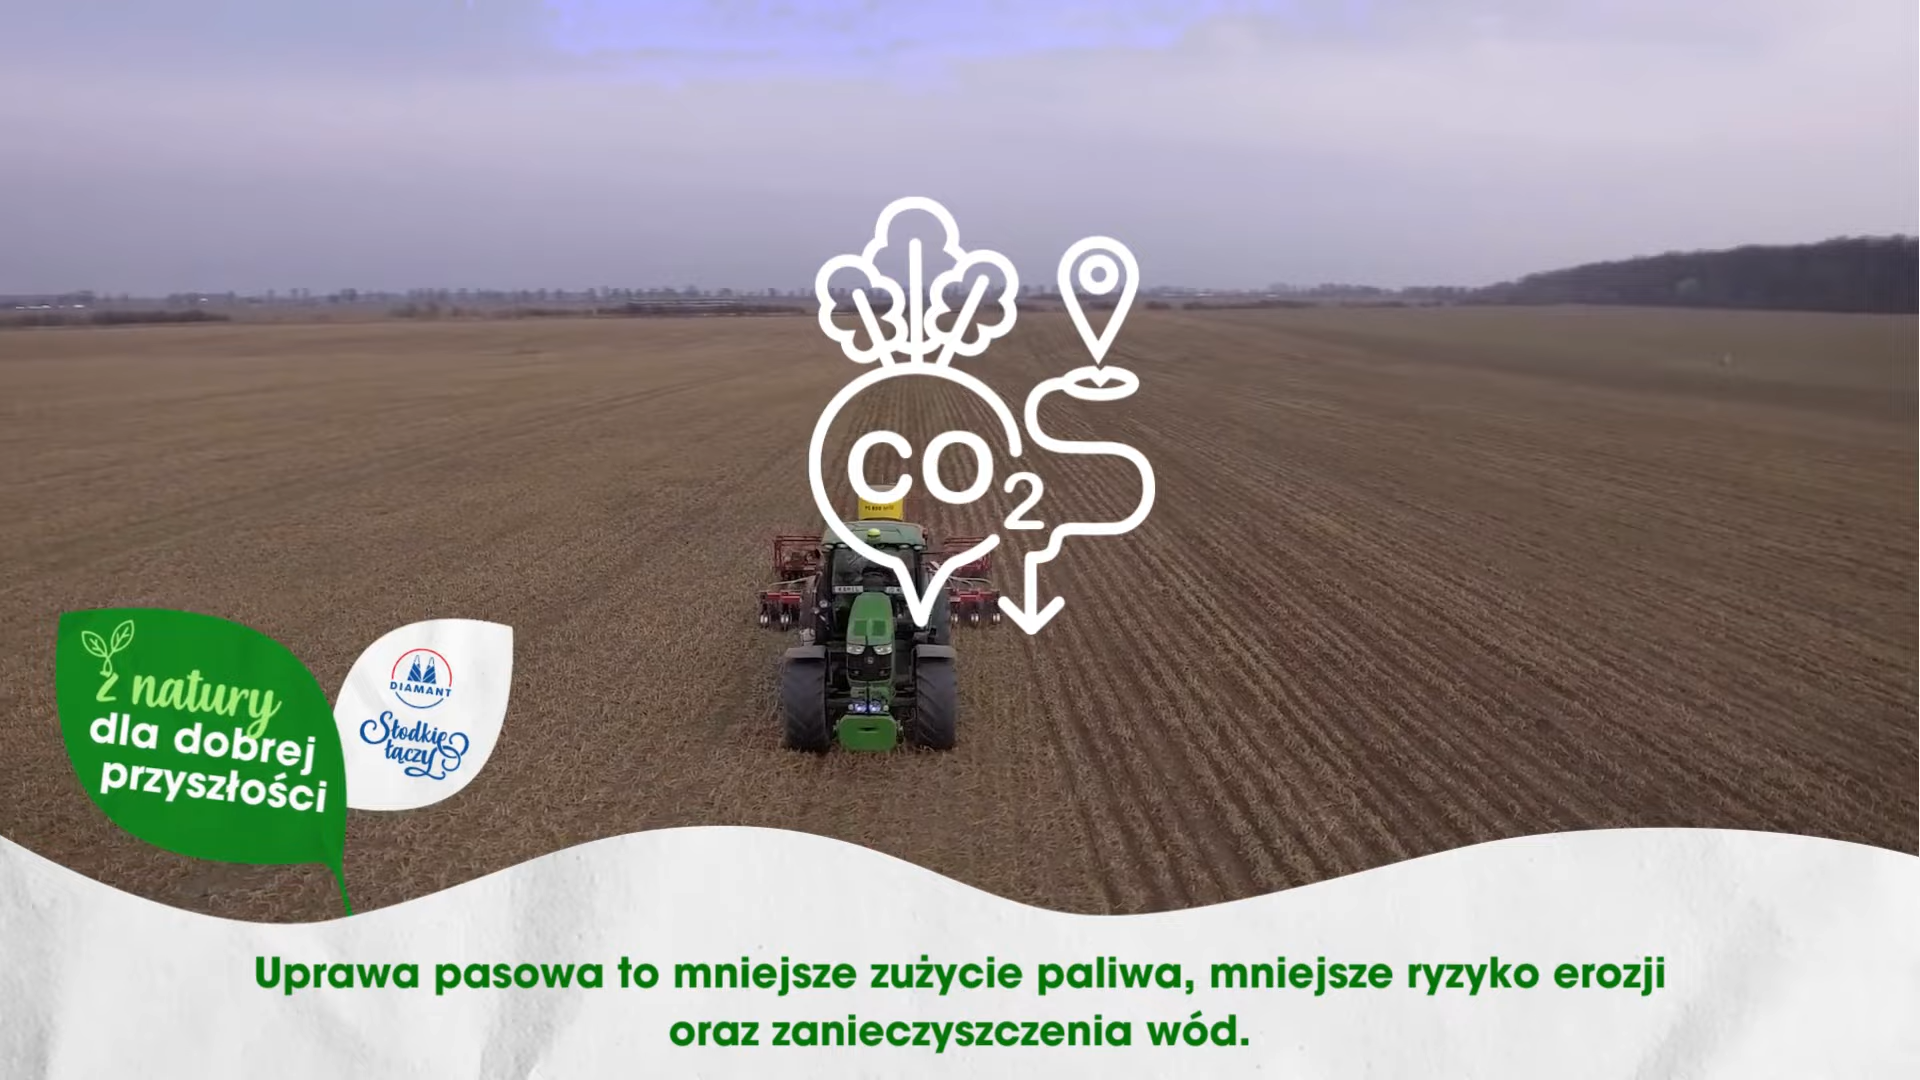 CO₂
z natury
dla dobrej
przyszłości
DIAMANT
Słodkie
łączy
Uprawa pasowa to mniejsze zużycie paliwa, mniejsze ryzyko erozji
oraz zanieczyszczenia wód.